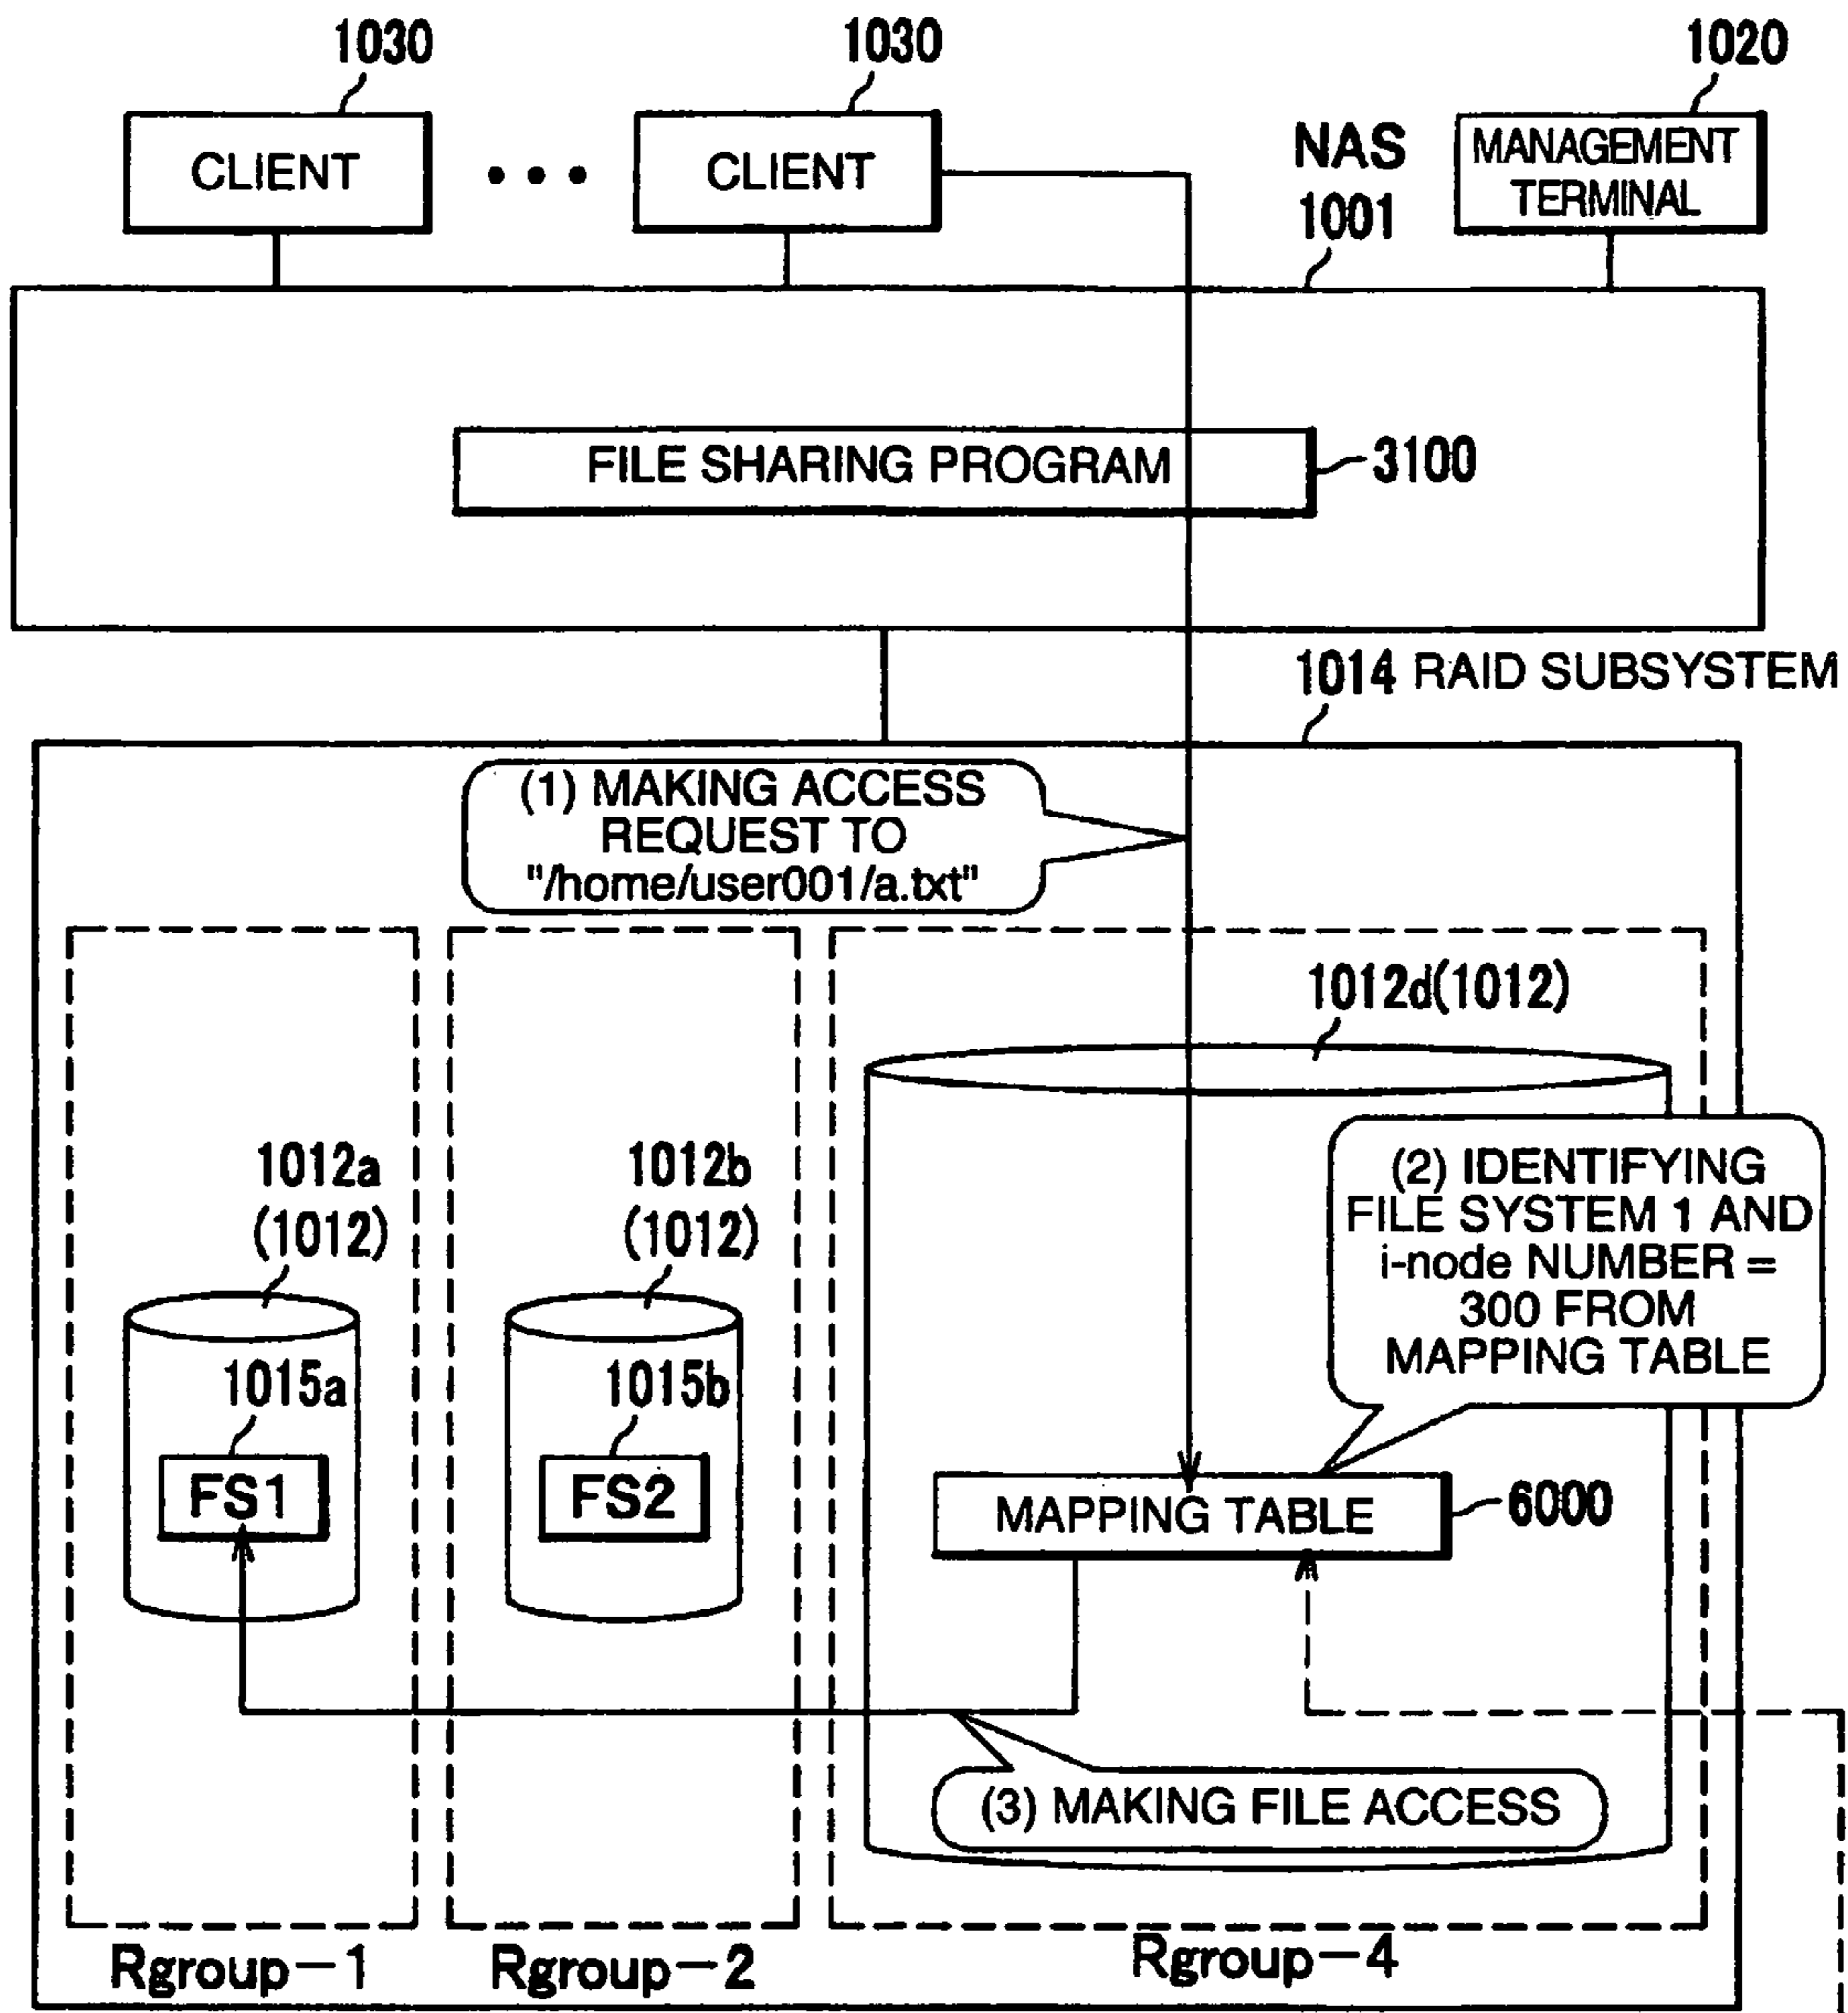 1030
1030
1020
CLIENT
• • •
CLIENT
NAS
1001
MANAGEMENT
TERMINAL
FILE SHARING PROGRAM
3100
1014 RAID SUBSYSTEM
(1) MAKING ACCESS
REQUEST TO
"/home/user001/a.txt"
1012d(1012)
1012a
(1012)
1012b
(1012)
(2) IDENTIFYING
FILE SYSTEM 1 AND
i-node NUMBER =
300 FROM
MAPPING TABLE
1015a
1015b
FS1
FS2
MAPPING TABLE
6000
(3) MAKING FILE ACCESS
Rgroup-1
Rgroup-2
Rgroup-4